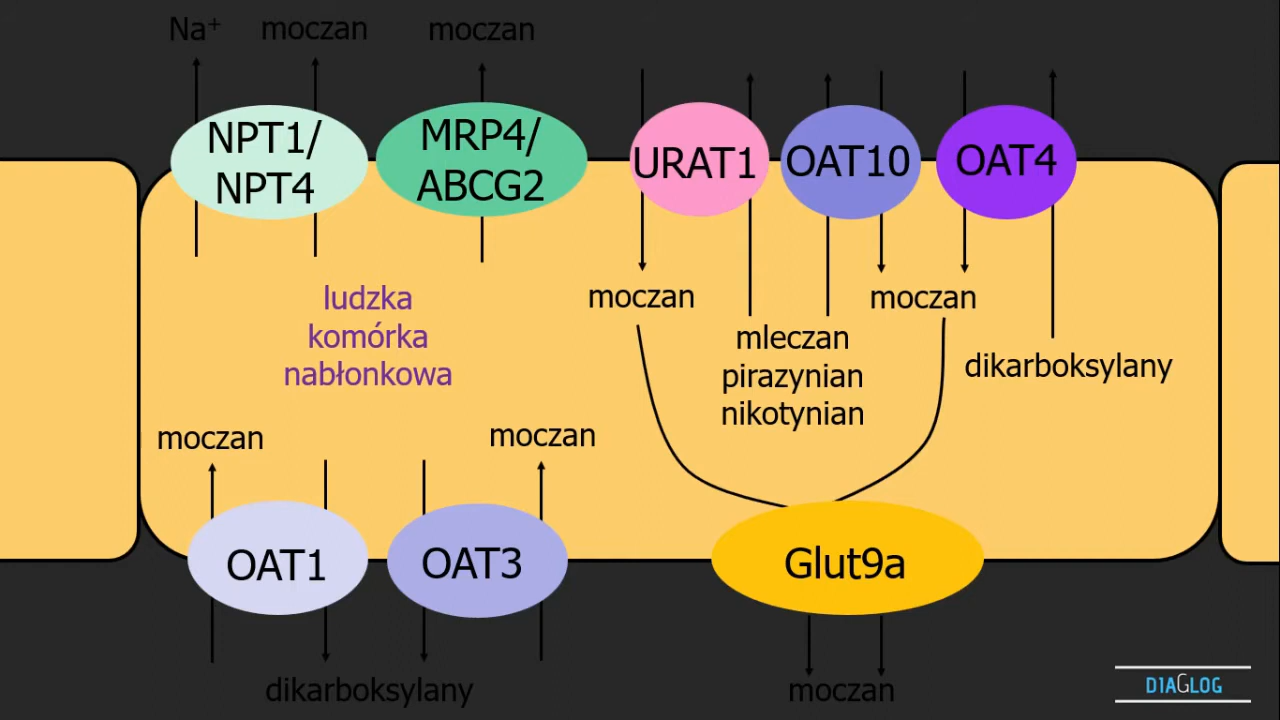 Na⁺
moczan
moczan
NPT1/
NPT4
MRP4/
ABCG2
URAT1
OAT10
OAT4
ludzka
komórka
nabłonkowa
moczan
mleczan
pirazynian
nikotynian
moczan
dikarboksylany
moczan
moczan
OAT1
OAT3
Glut9a
dikarboksylany
moczan
DIAGLOG